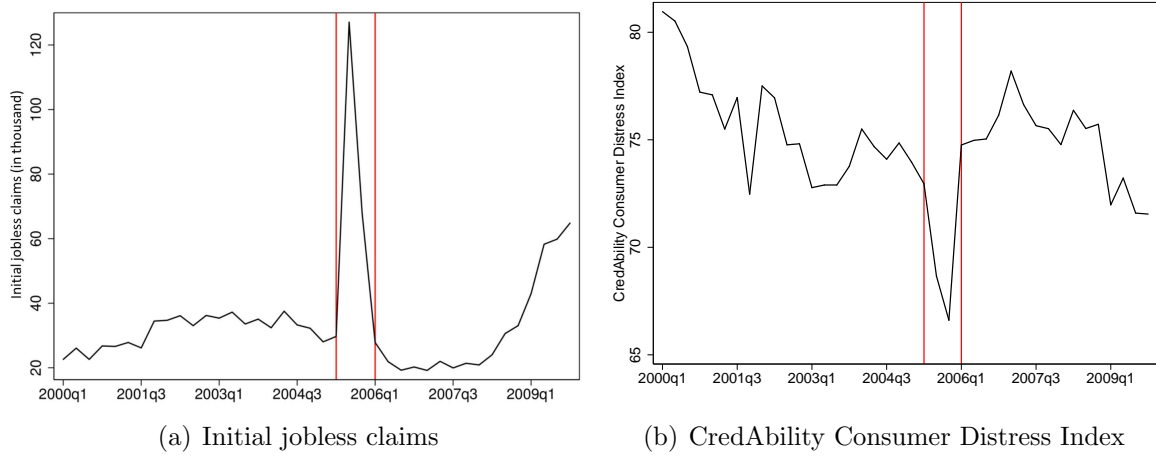 Initial jobless claims (in thousand)
120
100
80
60
40
20
2000q1 2001q3 2003q1 2004q3 2006q1 2007q3 2009q1
(a) Initial jobless claims
CredAbility Consumer Distress Index
80
75
70
65
2000q1 2001q3 2003q1 2004q3 2006q1 2007q3 2009q1
(b) CredAbility Consumer Distress Index